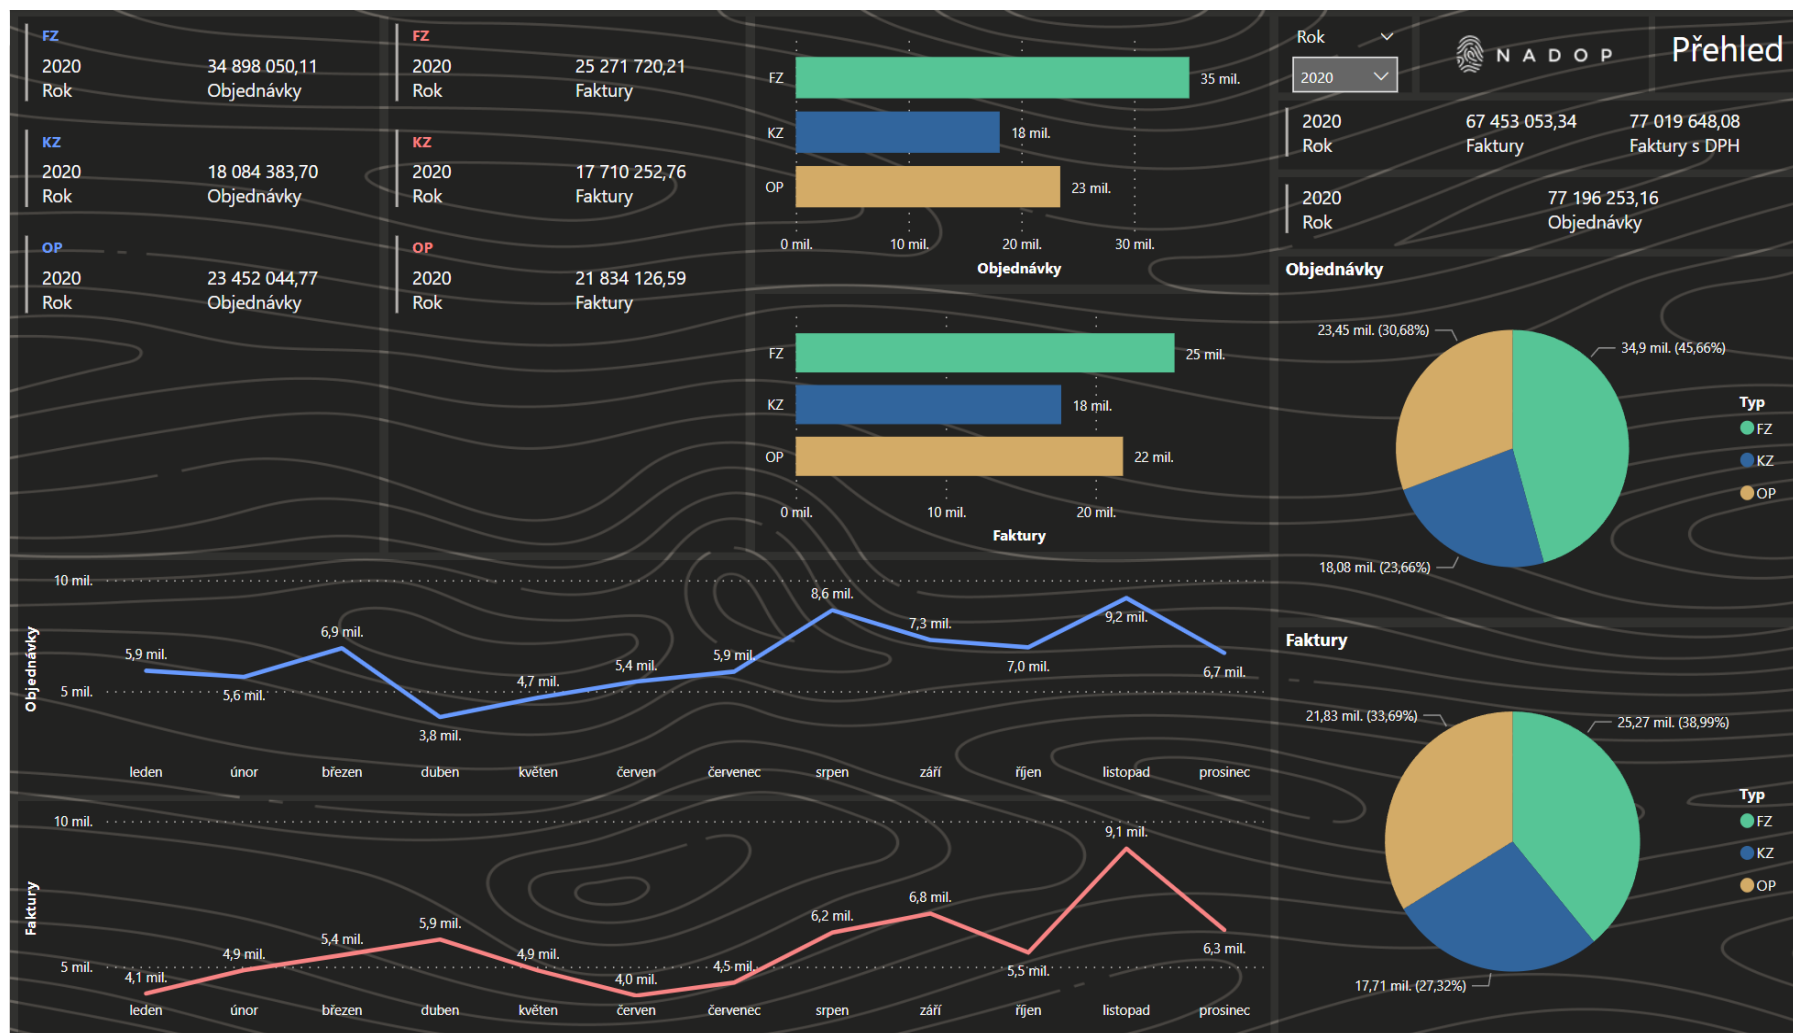 FZ
2020 34 898 050,11
Rok Objednávky
KZ
2020 18 084 383,70
Rok Objednávky
OP
2020 23 452 044,77
Rok Objednávky
FZ
2020 25 271 720,21
Rok Faktury
KZ
2020 17 710 252,76
Rok Faktury
OP
2020 21 834 126,59
Rok Faktury
FZ 35 mil.
KZ 18 mil.
OP 23 mil.
0 mil. 10 mil. 20 mil. 30 mil.
Objednávky
FZ 25 mil.
KZ 18 mil.
OP 22 mil.
0 mil. 10 mil. 20 mil.
Faktury
Rok
2020
NADOP
Přehled
2020 67 453 053,34 77 019 648,08
Rok Faktury Faktury s DPH
2020 77 196 253,16
Rok Objednávky
Objednávky
23,45 mil. (30,68%)
34,9 mil. (45,66%)
18,08 mil. (23,66%)
Typ
FZ
KZ
OP
Faktury
21,83 mil. (33,69%)
25,27 mil. (38,99%)
17,71 mil. (27,32%)
Typ
FZ
KZ
OP
Objednávky
10 mil.
5 mil.
5,9 mil. 5,6 mil. 6,9 mil. 3,8 mil. 4,7 mil. 5,4 mil. 5,9 mil. 8,6 mil. 7,3 mil. 7,0 mil. 9,2 mil. 6,7 mil.
leden únor březen duben květen červen červenec srpen září říjen listopad prosinec
Faktury
10 mil.
5 mil.
4,1 mil. 4,9 mil. 5,4 mil. 5,9 mil. 4,9 mil. 4,0 mil. 4,5 mil. 6,2 mil. 6,8 mil. 5,5 mil. 9,1 mil. 6,3 mil.
leden únor březen duben květen červen červenec srpen září říjen listopad prosinec